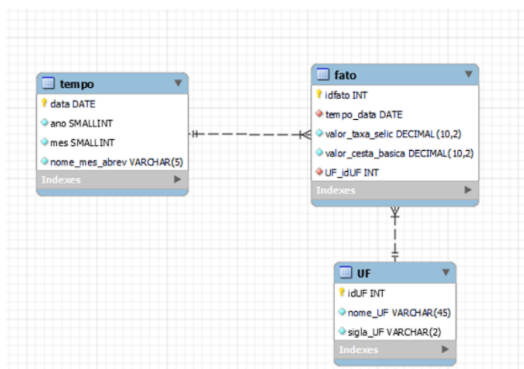 tempo
data DATE
ano SMALLINT
mes SMALLINT
nome_mes_abrev VARCHAR(5)
Indexes
fato
idfato INT
tempo_data DATE
valor_taxa_selic DECIMAL(10,2)
valor_cesta_basica DECIMAL(10,2)
UF_idUF INT
Indexes
UF
idUF INT
nome_UF VARCHAR(45)
sigla_UF VARCHAR(2)
Indexes